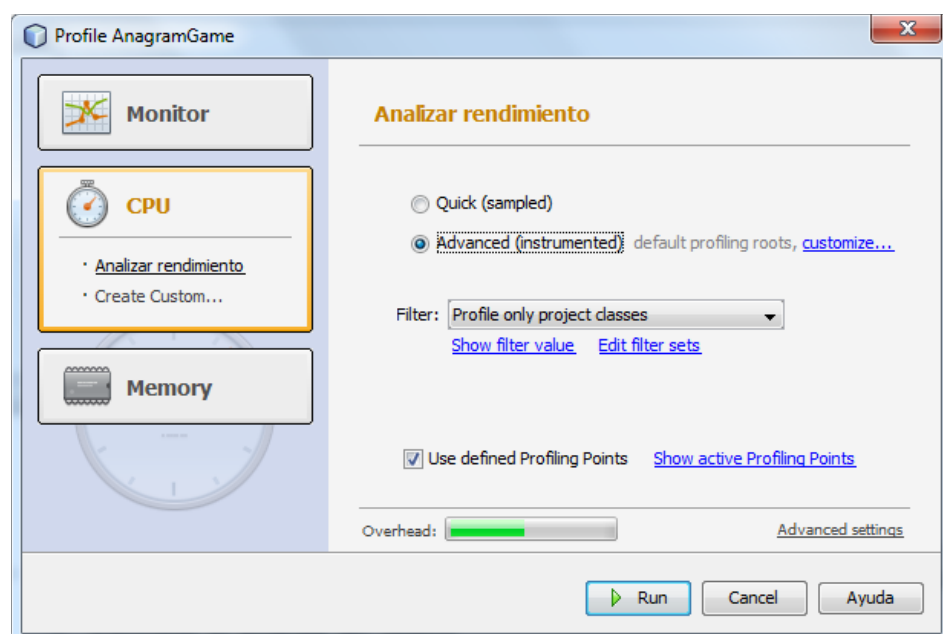 Profile AnagramGame
Monitor
CPU
· Analizar rendimiento
· Create Custom...
Memory
Analizar rendimiento
Quick (sampled)
Advanced (instrumented) default profiling roots, customize...
Filter: Profile only project classes
Show filter value Edit filter sets
Use defined Profiling Points Show active Profiling Points
Overhead: Advanced settings
Run Cancel Ayuda